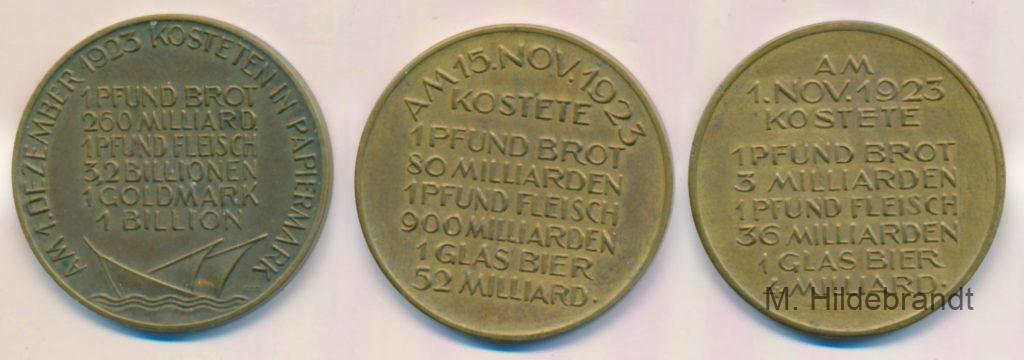 AM 1. DEZEMBER 1923 KOSTETEN IN PAPIERMARK
1 PFUND BROT
260 MILLIARD.
1 PFUND FLEISCH
3,2 BILLIONEN
1 GOLDMARK
1 BILLION
AM 15. NOV. 1923
KOSTETE
1 PFUND BROT
80 MILLIARDEN
1 PFUND FLEISCH
900 MILLIARDEN
1 GLAS BIER
52 MILLIARD.
AM
1. NOV. 1923
KOSTETE
1 PFUND BROT
3 MILLIARDEN
1 PFUND FLEISCH
36 MILLIARDEN
1 GLAS BIER
4 MILLIARD.
M. Hildebrandt